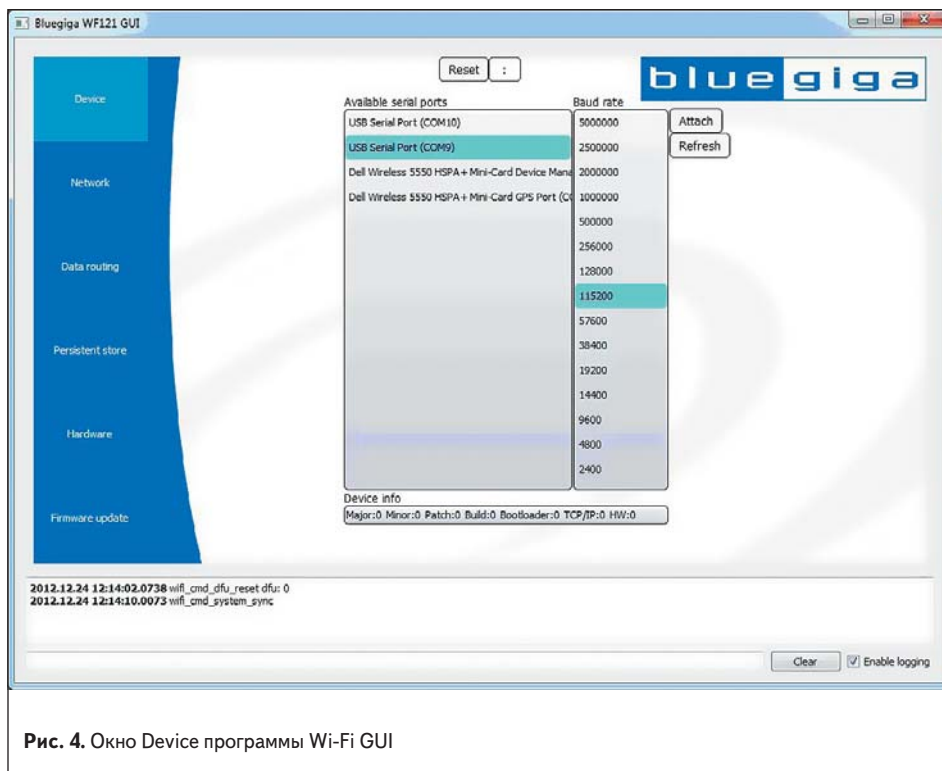 Bluegiga WF121 GUI
Reset :
bluegiga
Device
Network
Data routing
Persistent store
Hardware
Firmware update
Available serial ports
USB Serial Port (COM10)
USB Serial Port (COM9)
Dell Wireless 5550 HSPA+ Mini-Card Device Mana
Dell Wireless 5550 HSPA+ Mini-Card GPS Port (CO
Baud rate
5000000
2500000
2000000
1000000
500000
256000
128000
115200
57600
38400
19200
14400
9600
4800
2400
Attach
Refresh
Device info
Major:0 Minor:0 Patch:0 Build:0 Bootloader:0 TCP/IP:0 HW:0
2012.12.24 12:14:02.0738 wifi_cmd_dfu_reset dfu: 0
2012.12.24 12:14:10.0073 wifi_cmd_system_sync
Clear
Enable logging
Рис. 4. Окно Device программы Wi-Fi GUI